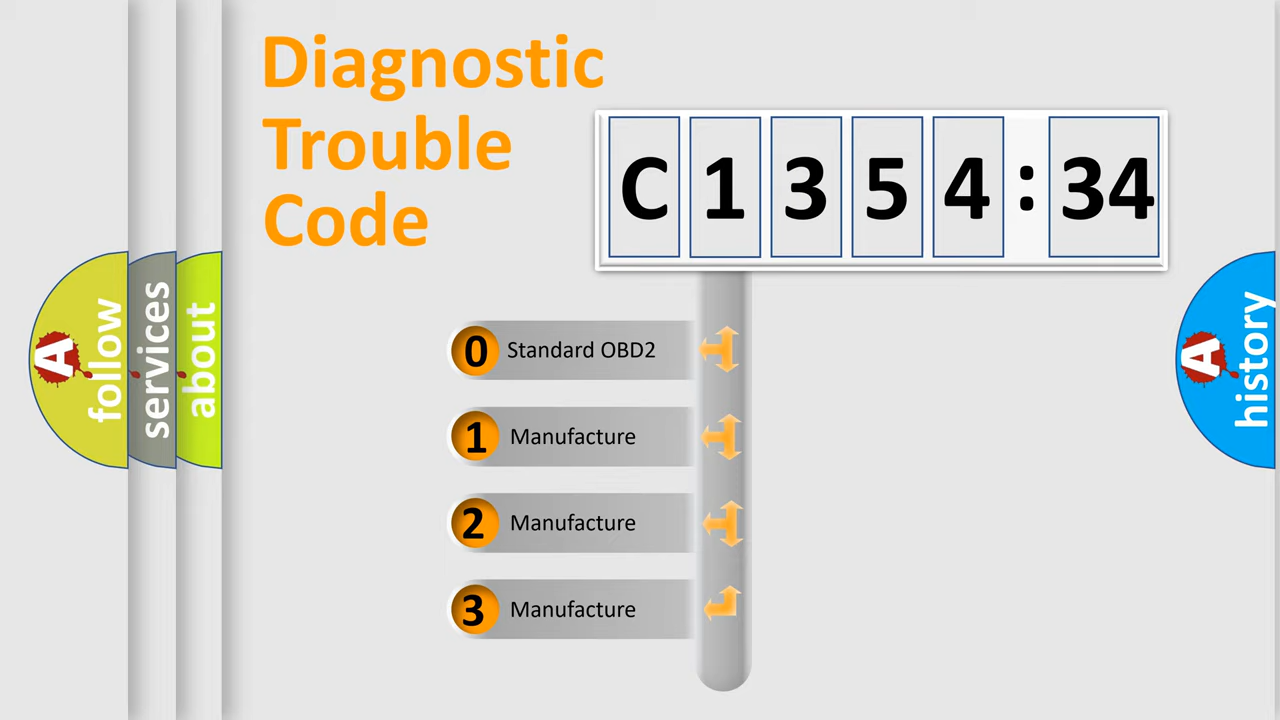 Diagnostic
Trouble
Code
C 1 3 5 4 : 34
0 Standard OBD2
1 Manufacture
2 Manufacture
3 Manufacture
A follow
services
about
A history